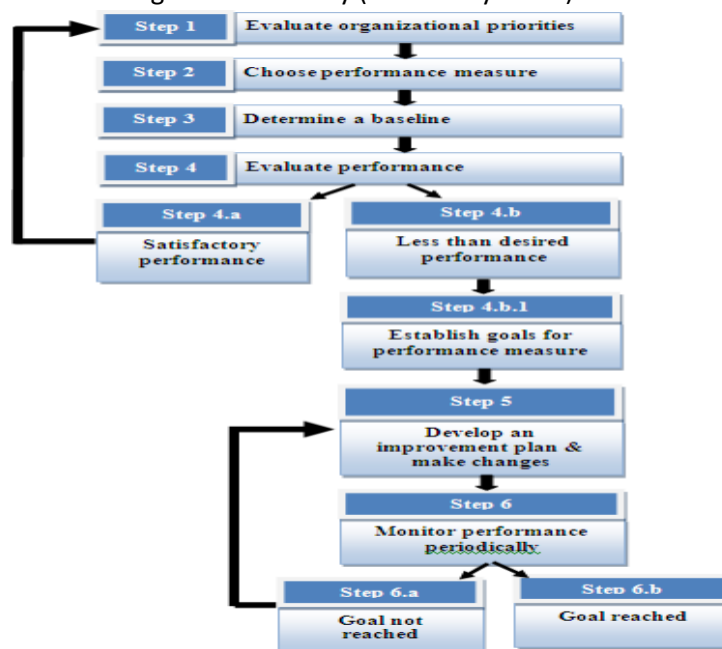 Step 1
Evaluate organizational priorities
Step 2
Choose performance measure
Step 3
Determine a baseline
Step 4
Evaluate performance
Step 4.a
Satisfactory
performance
Step 4.b
Less than desired
performance
Step 4.b.1
Establish goals for
performance measure
Step 5
Develop an
improvement plan &
make changes
Step 6
Monitor performance
periodically
Step 6.a
Goal not
reached
Step 6.b
Goal reached